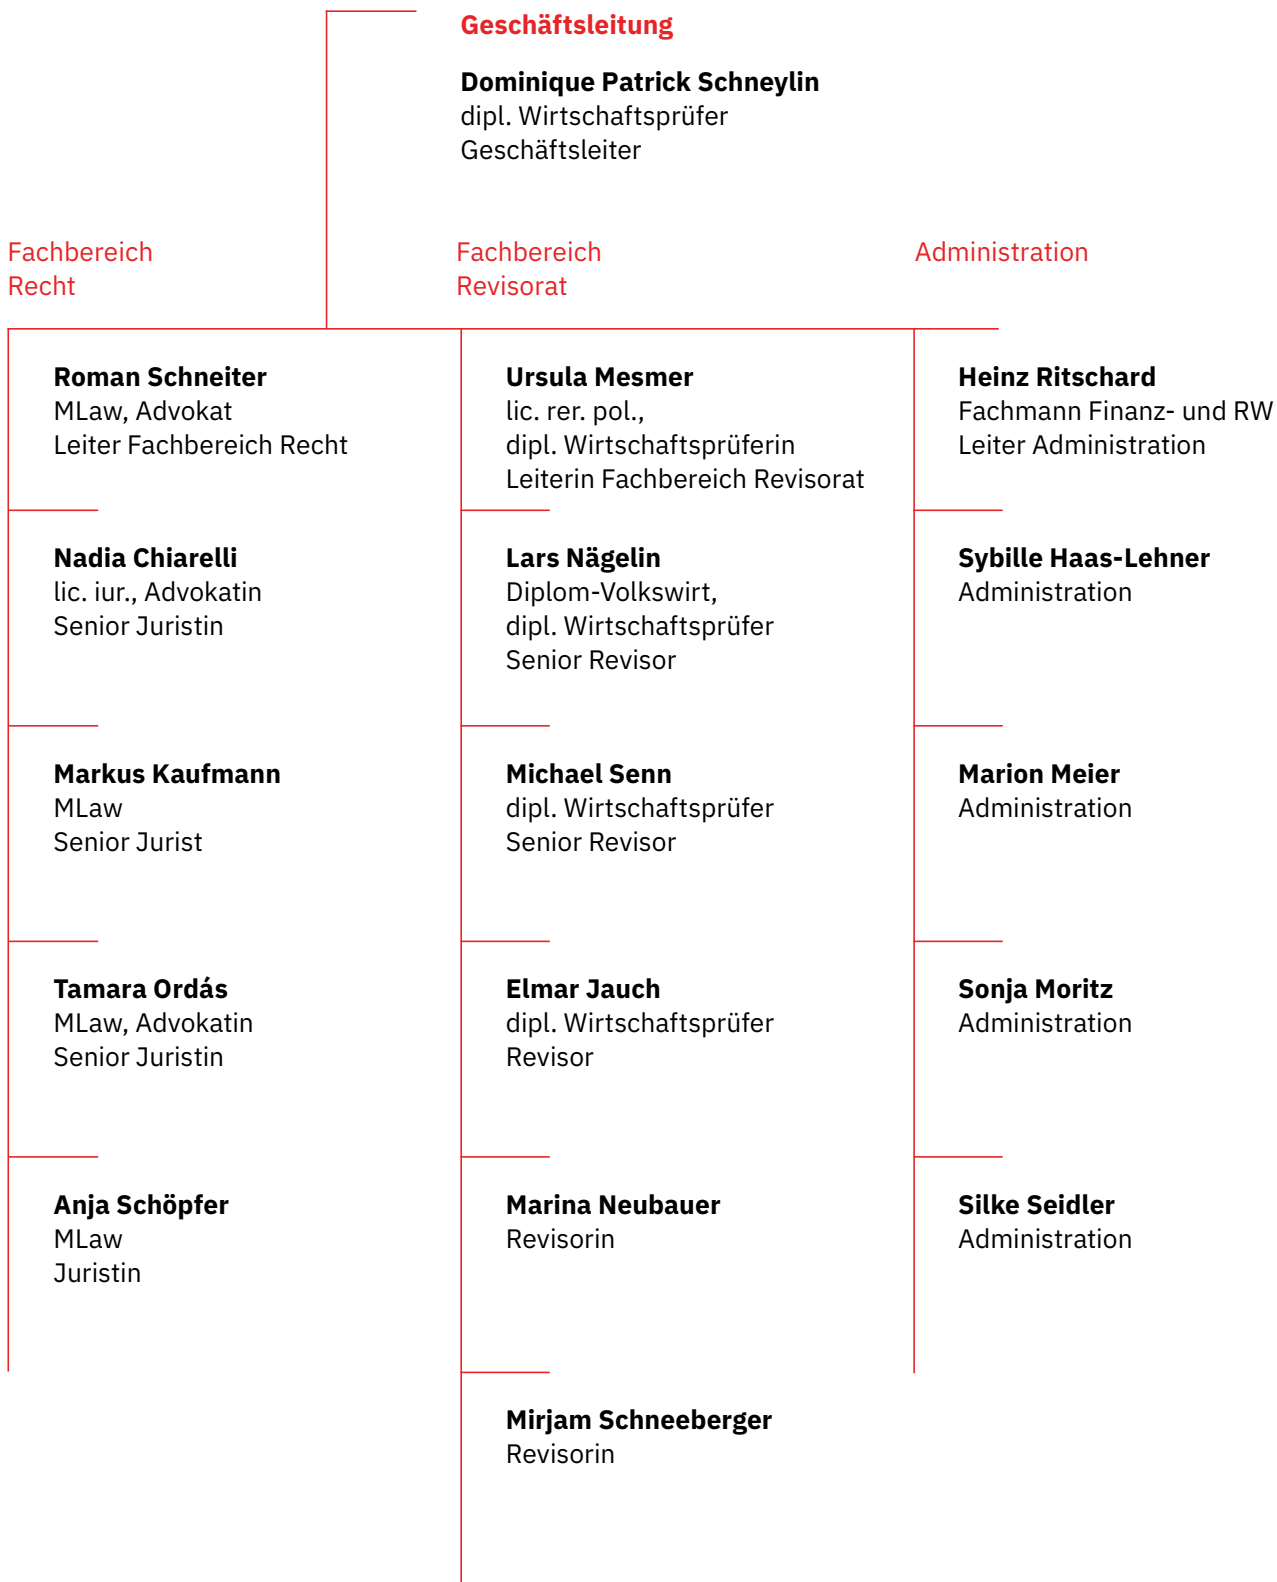 Geschäftsleitung
Dominique Patrick Schneylin
dipl. Wirtschaftsprüfer
Geschäftsleiter
Fachbereich
Recht
Roman Schneiter
MLaw, Advokat
Leiter Fachbereich Recht
Nadia Chiarelli
lic. iur., Advokatin
Senior Juristin
Markus Kaufmann
MLaw
Senior Jurist
Tamara Ordás
MLaw, Advokatin
Senior Juristin
Anja Schöpfer
MLaw
Juristin
Fachbereich
Revisorat
Ursula Mesmer
lic. rer. pol.,
dipl. Wirtschaftsprüferin
Leiterin Fachbereich Revisorat
Lars Nägelin
Diplom-Volkswirt,
dipl. Wirtschaftsprüfer
Senior Revisor
Michael Senn
dipl. Wirtschaftsprüfer
Senior Revisor
Elmar Jauch
dipl. Wirtschaftsprüfer
Revisor
Marina Neubauer
Revisorin
Mirjam Schneeberger
Revisorin
Administration
Heinz Ritschard
Fachmann Finanz- und RW
Leiter Administration
Sybille Haas-Lehner
Administration
Marion Meier
Administration
Sonja Moritz
Administration
Silke Seidler
Administration